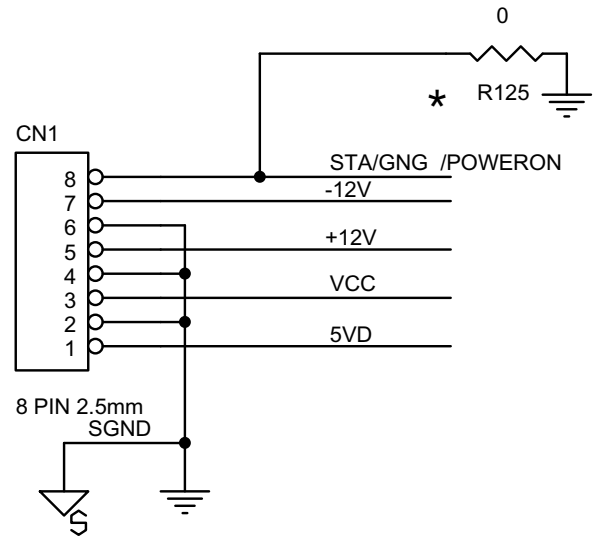 0
* R125
CN1
8 STA/GNG /POWERON
7 -12V
6
5 +12V
4
3 VCC
2
1 5VD
8 PIN 2.5mm
SGND
S